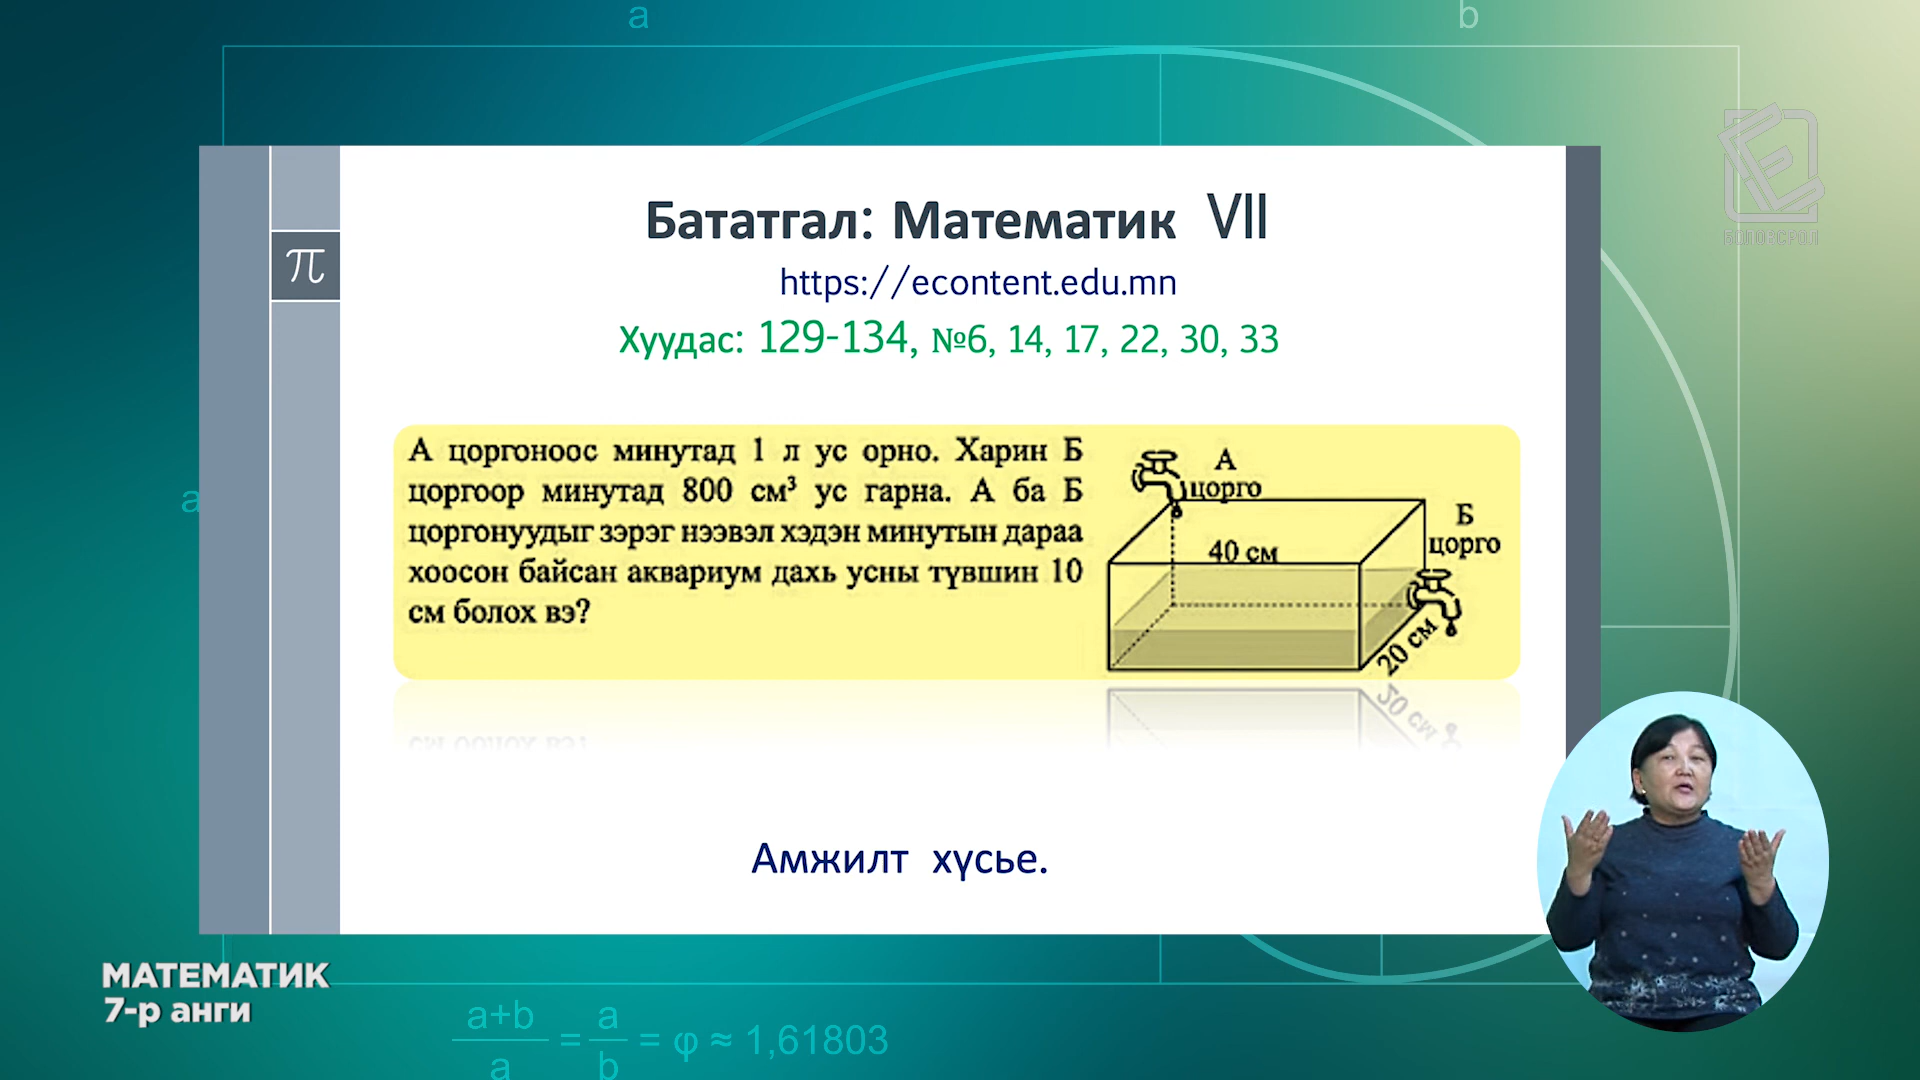 a
b
БОЛОВСРОЛ
Бататгал: Математик VII
https://econtent.edu.mn
Хуудас: 129-134, №6, 14, 17, 22, 30, 33
π
a
А цоргоноос минутад 1 л ус орно. Харин Б
цоргоор минутад 800 см³ ус гарна. А ба Б
цоргонуудыг зэрэг нээвэл хэдэн минутын дараа
хоосон байсан аквариум дахь усны түвшин 10
см болох вэ?
А
цорго
Б
цорго
40 см
20 см
Амжилт хүсье.
МАТЕМАТИК
7-р анги
a+b
a
= a
b
= φ ≈ 1,61803